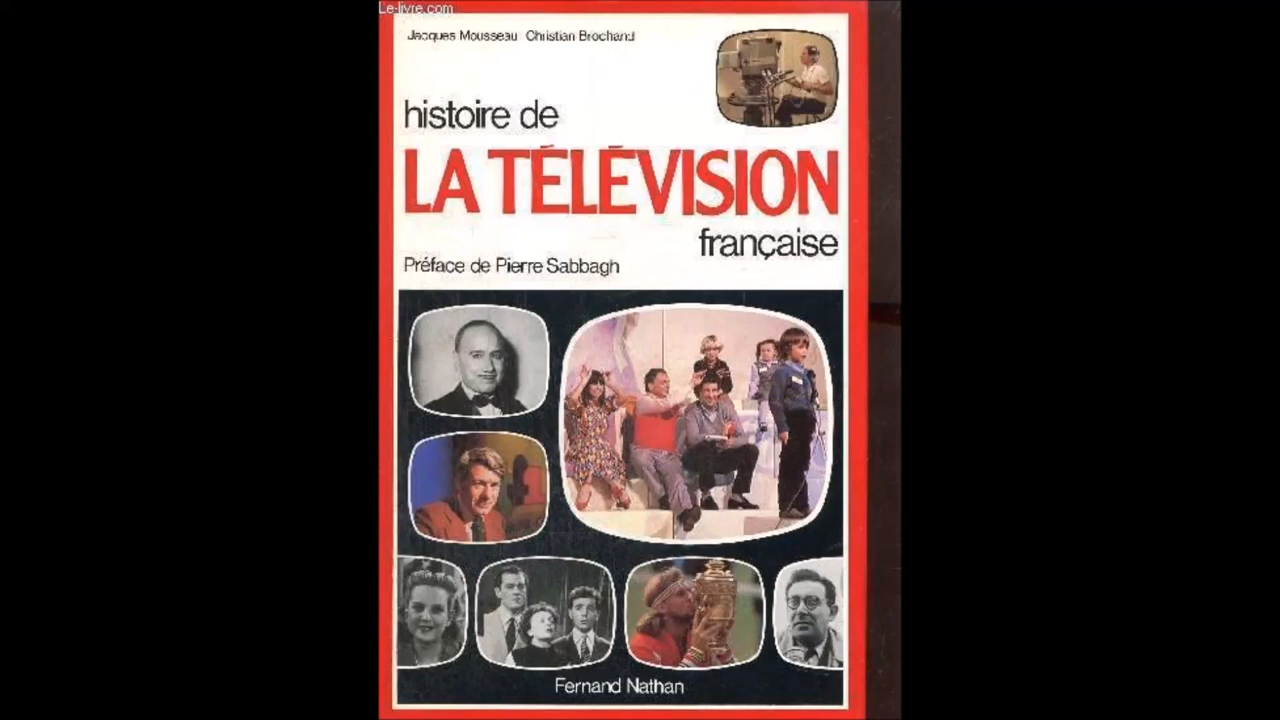 Le-livre.com
Jacques Mousseau Christian Brochand
histoire de
LA TÉLÉVISION
française
Préface de Pierre Sabbagh
Fernand Nathan